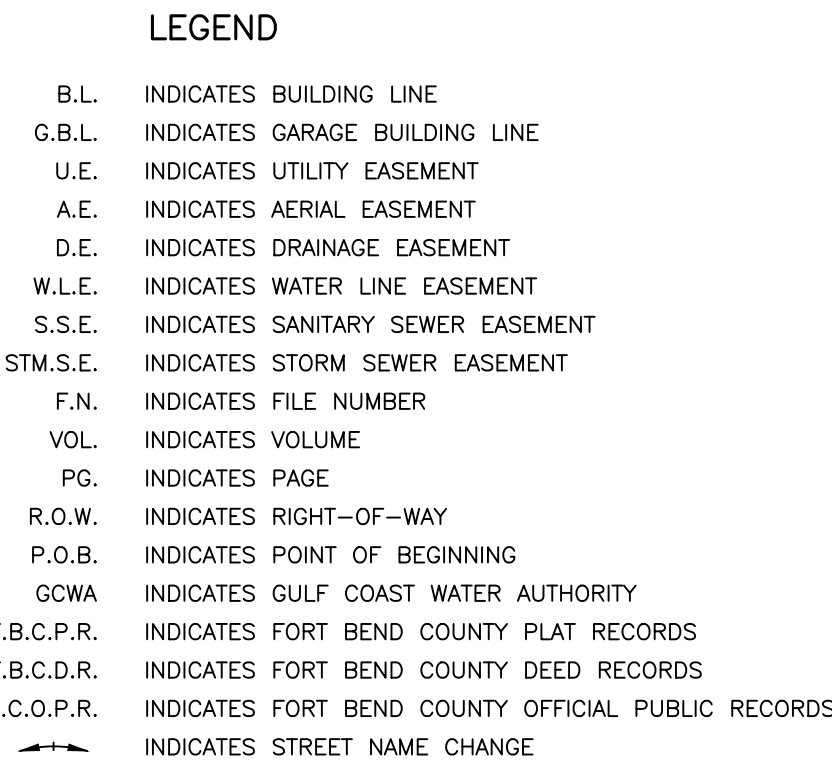 LEGEND
B.L. INDICATES BUILDING LINE
G.B.L. INDICATES GARAGE BUILDING LINE
U.E. INDICATES UTILITY EASEMENT
A.E. INDICATES AERIAL EASEMENT
D.E. INDICATES DRAINAGE EASEMENT
W.L.E. INDICATES WATER LINE EASEMENT
S.S.E. INDICATES SANITARY SEWER EASEMENT
STM.S.E. INDICATES STORM SEWER EASEMENT
F.N. INDICATES FILE NUMBER
VOL. INDICATES VOLUME
PG. INDICATES PAGE
R.O.W. INDICATES RIGHT–OF–WAY
P.O.B. INDICATES POINT OF BEGINNING
GCWA INDICATES GULF COAST WATER AUTHORITY
.B.C.P.R. INDICATES FORT BEND COUNTY PLAT RECORDS
.B.C.D.R. INDICATES FORT BEND COUNTY DEED RECORDS
.C.O.P.R. INDICATES FORT BEND COUNTY OFFICIAL PUBLIC RECORDS
INDICATES STREET NAME CHANGE